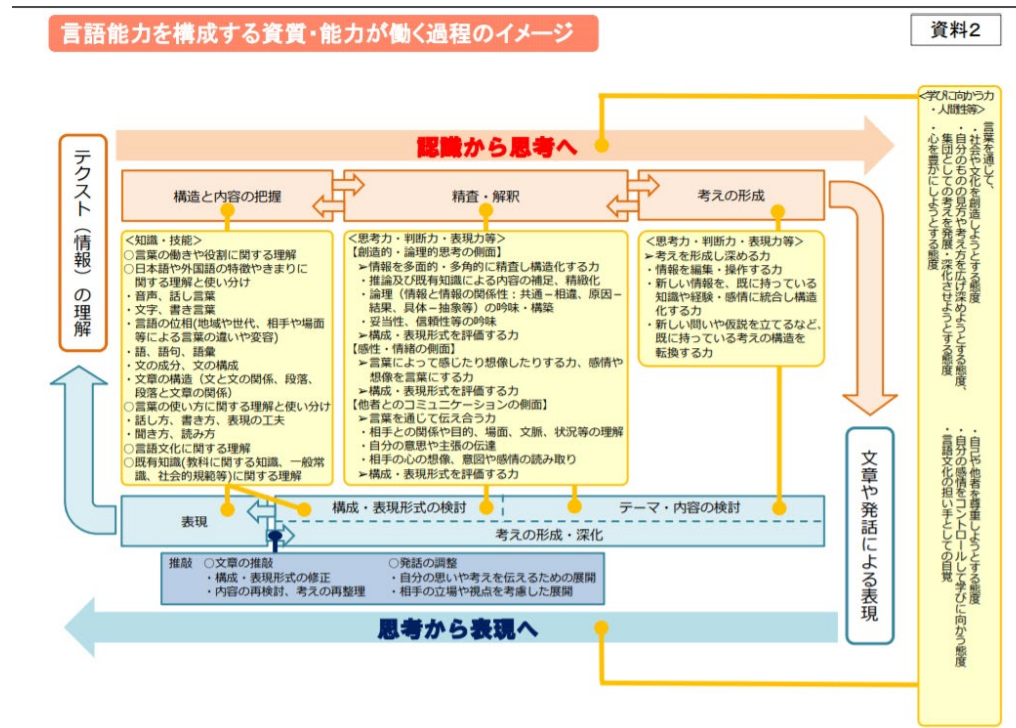 言語能力を構成する資質・能力が働く過程のイメージ
資料2
テクスト（情報）の理解
認識から思考へ
構造と内容の把握
精査・解釈
考えの形成
＜知識・技能＞
○言葉の働きや役割に関する理解
○日本語や外国語の特徴やきまりに
関する理解と使い分け
・音声、話し言葉
・文字、書き言葉
・言語の位相(地域や世代、相手や場面
等による言葉の違いや変容)
・語、語句、語彙
・文の成分、文の構成
・文章の構造（文と文の関係、段落、
段落と文章の関係）
○言葉の使い方に関する理解と使い分け
・話し方、書き方、表現の工夫
・聞き方、読み方
○言語文化に関する理解
○既有知識(教科に関する知識、一般常
識、社会的規範等)に関する理解
＜思考力・判断力・表現力等＞
【創造的・論理的思考の側面】
➢情報を多面的・多角的に精査し構造化する力
・推論及び既有知識による内容の補足、精緻化
・論理（情報と情報の関係性：共通－相違、原因－
結果、具体－抽象等）の吟味・構築
・妥当性、信頼性等の吟味
➢構成・表現形式を評価する力
【感性・情緒の側面】
➢言葉によって感じたり想像したりする力、感情や
想像を言葉にする力
➢構成・表現形式を評価する力
【他者とのコミュニケーションの側面】
➢言葉を通じて伝え合う力
・相手との関係や目的、場面、文脈、状況等の理解
・自分の意思や主張の伝達
・相手の心の想像、意図や感情の読み取り
➢構成・表現形式を評価する力
＜思考力・判断力・表現力等＞
➢考えを形成し深める力
・情報を編集・操作する力
・新しい情報を、既に持っている
知識や経験・感情に統合し構造
化する力
・新しい問いや仮説を立てるなど、
既に持っている考えの構造を
転換する力
表現
構成・表現形式の検討
テーマ・内容の検討
考えの形成・深化
推敲
○文章の推敲
・構成・表現形式の修正
・内容の再検討、考えの再整理
○発話の調整
・自分の思いや考えを伝えるための展開
・相手の立場や視点を考慮した展開
思考から表現へ
文章や発話による表現
＜学びに向かう力
・人間性等＞
言葉を通じて、
・社会や文化を創造しようとする態度
・自分のものの見方や考え方を広げ深めようとする態度、
集団としての考えを発展・深化させようとする態度
・心を豊かにしようとする態度
・自己や他者を尊重しようとする態度
・自分の感情をコントロールして学びに向かう態度
・言語文化の担い手としての自覚